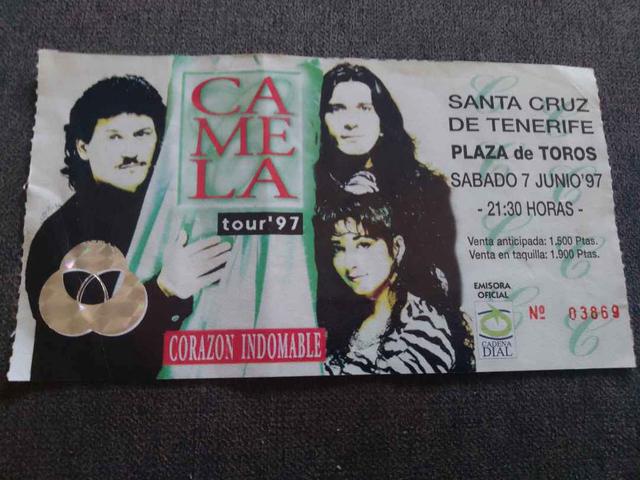 CA
ME
LA
tour'97
CORAZON INDOMABLE
SANTA CRUZ
DE TENERIFE
PLAZA de TOROS
SABADO 7 JUNIO'97
- 21:30 HORAS -
Venta anticipada: 1.500 Ptas.
Venta en taquilla: 1.900 Ptas.
EMISORA
OFICIAL
CADENA
DIAL
Nº 03869